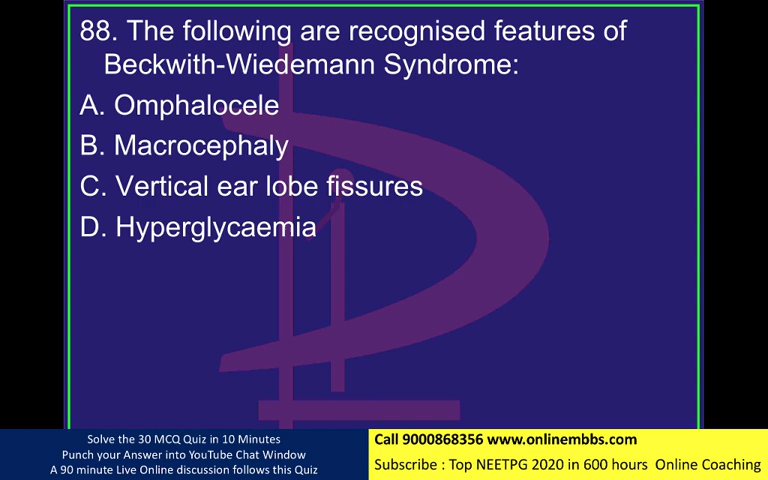 88. The following are recognised features of
Beckwith-Wiedemann Syndrome:
A. Omphalocele
B. Macrocephaly
C. Vertical ear lobe fissures
D. Hyperglycaemia
Solve the 30 MCQ Quiz in 10 Minutes
Punch your Answer into YouTube Chat Window
A 90 minute Live Online discussion follows this Quiz
Call 9000868356 www.onlinembbs.com
Subscribe : Top NEETPG 2020 in 600 hours Online Coaching